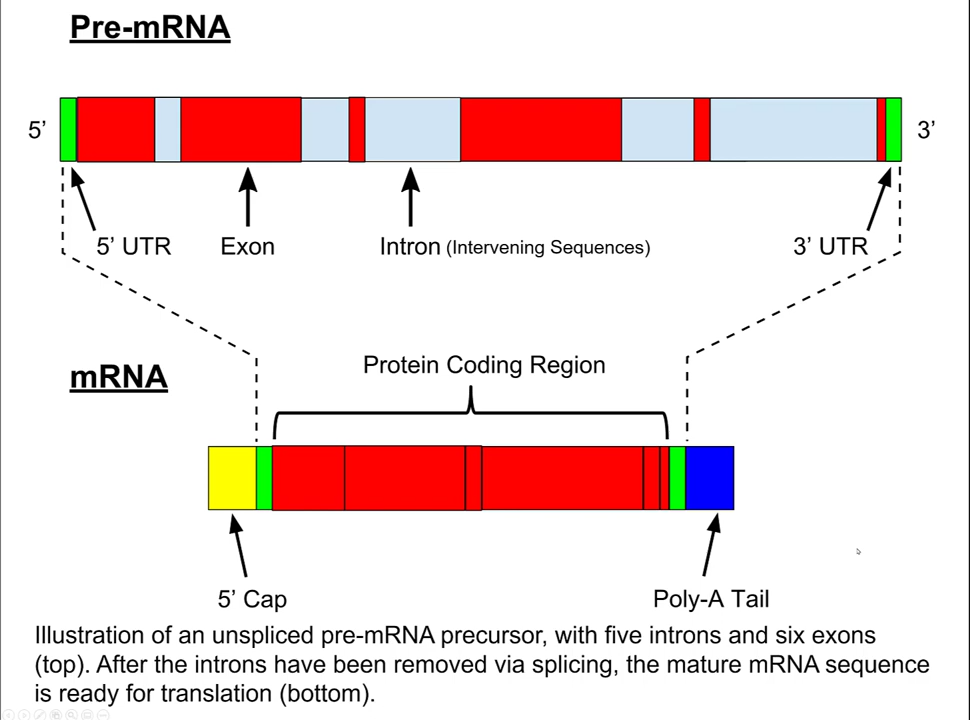 Pre-mRNA
5’
3’
5’ UTR
Exon
Intron (Intervening Sequences)
3’ UTR
Protein Coding Region
mRNA
5’ Cap
Poly-A Tail
Illustration of an unspliced pre-mRNA precursor, with five introns and six exons
(top). After the introns have been removed via splicing, the mature mRNA sequence
is ready for translation (bottom).